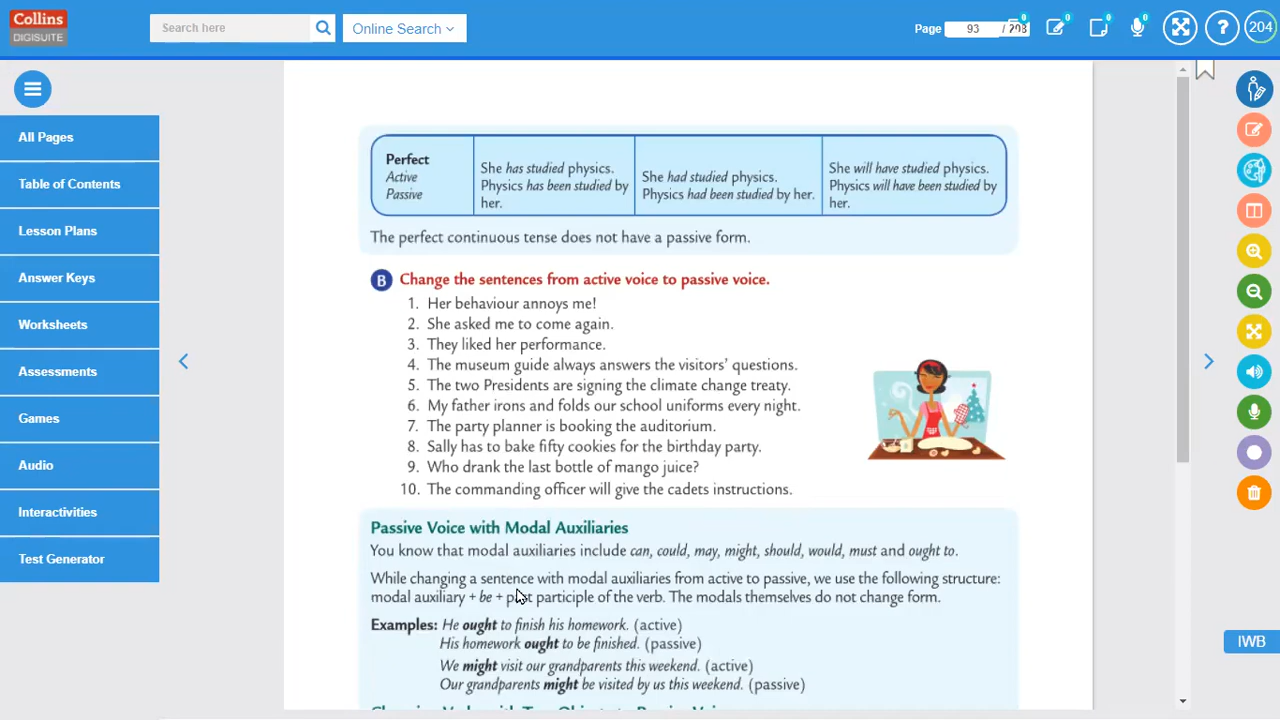 Collins
DIGISUITE
Search here
Online Search
Page 93 / 208
0
0
0
0
204
All Pages
Table of Contents
Lesson Plans
Answer Keys
Worksheets
Assessments
Games
Audio
Interactivities
Test Generator
Perfect
Active
Passive
She has studied physics.
Physics has been studied by
her.
She had studied physics.
Physics had been studied by her.
She will have studied physics.
Physics will have been studied by
her.
The perfect continuous tense does not have a passive form.
B Change the sentences from active voice to passive voice.
1. Her behaviour annoys me!
2. She asked me to come again.
3. They liked her performance.
4. The museum guide always answers the visitors' questions.
5. The two Presidents are signing the climate change treaty.
6. My father irons and folds our school uniforms every night.
7. The party planner is booking the auditorium.
8. Sally has to bake fifty cookies for the birthday party.
9. Who drank the last bottle of mango juice?
10. The commanding officer will give the cadets instructions.
Passive Voice with Modal Auxiliaries
You know that modal auxiliaries include can, could, may, might, should, would, must and ought to.
While changing a sentence with modal auxiliaries from active to passive, we use the following structure:
modal auxiliary + be + past participle of the verb. The modals themselves do not change form.
Examples: He ought to finish his homework. (active)
His homework ought to be finished. (passive)
We might visit our grandparents this weekend. (active)
Our grandparents might be visited by us this weekend. (passive)
IWB